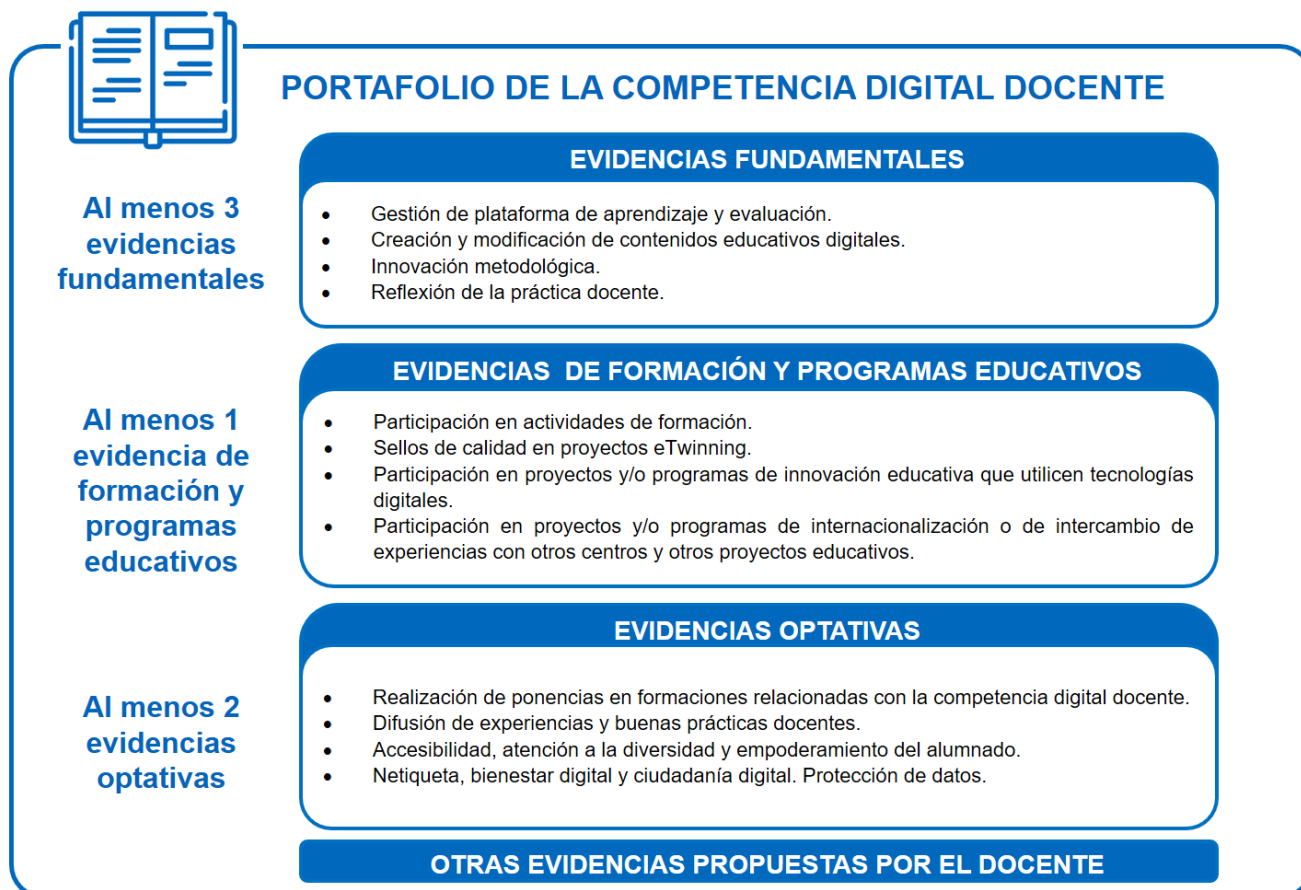 PORTAFOLIO DE LA COMPETENCIA DIGITAL DOCENTE
Al menos 3
evidencias
fundamentales
EVIDENCIAS FUNDAMENTALES
• Gestión de plataforma de aprendizaje y evaluación.
• Creación y modificación de contenidos educativos digitales.
• Innovación metodológica.
• Reflexión de la práctica docente.
Al menos 1
evidencia de
formación y
programas
educativos
EVIDENCIAS DE FORMACIÓN Y PROGRAMAS EDUCATIVOS
• Participación en actividades de formación.
• Sellos de calidad en proyectos eTwinning.
• Participación en proyectos y/o programas de innovación educativa que utilicen tecnologías
digitales.
• Participación en proyectos y/o programas de internacionalización o de intercambio de
experiencias con otros centros y otros proyectos educativos.
Al menos 2
evidencias
optativas
EVIDENCIAS OPTATIVAS
• Realización de ponencias en formaciones relacionadas con la competencia digital docente.
• Difusión de experiencias y buenas prácticas docentes.
• Accesibilidad, atención a la diversidad y empoderamiento del alumnado.
• Netiqueta, bienestar digital y ciudadanía digital. Protección de datos.
OTRAS EVIDENCIAS PROPUESTAS POR EL DOCENTE